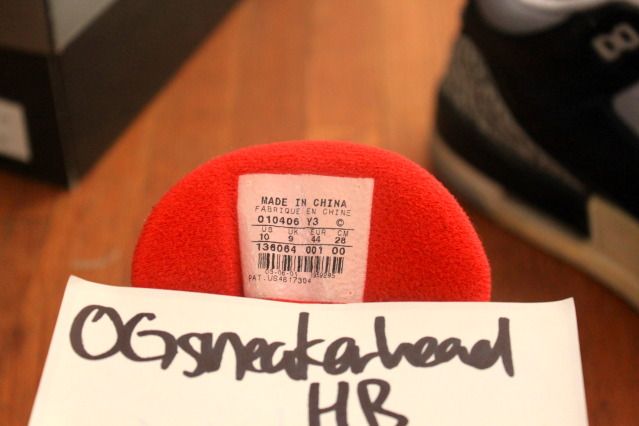 MADE IN CHINA
FABRIQUE EN CHINE
010406 Y3 ©
US UK EUR CM
10 9 44 28
136064 001 00
PAT.US4817304
OGsneakerhead
HB